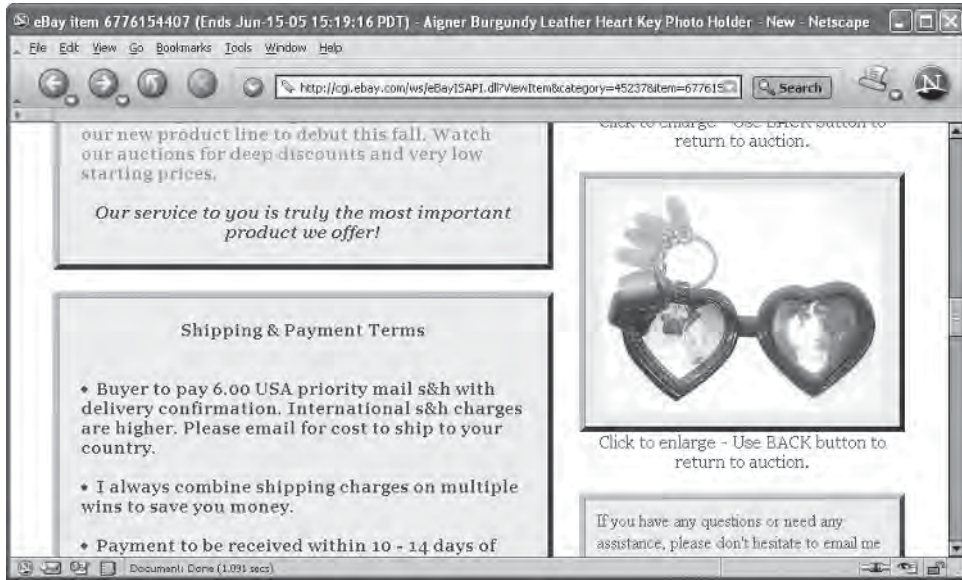 eBay item 6776154407 (Ends Jun-15-05 15:19:16 PDT) - Aigner Burgundy Leather Heart Key Photo Holder - New - Netscape
File Edit View Go Bookmarks Tools Window Help
http://cgi.ebay.com/ws/eBayISAPI.dll?ViewItem&category=45237&item=677615
Search
N
our new product line to debut this fall. Watch
our auctions for deep discounts and very low
starting prices.
Our service to you is truly the most important
product we offer!
Shipping & Payment Terms
• Buyer to pay 6.00 USA priority mail s&h with
delivery confirmation. International s&h charges
are higher. Please email for cost to ship to your
country.
• I always combine shipping charges on multiple
wins to save you money.
• Payment to be received within 10 - 14 days of
Click to enlarge - Use BACK button to
return to auction.
Click to enlarge - Use BACK button to
return to auction.
If you have any questions or need any
assistance, please don't hesitate to email me
Document: Done (1.091 secs)